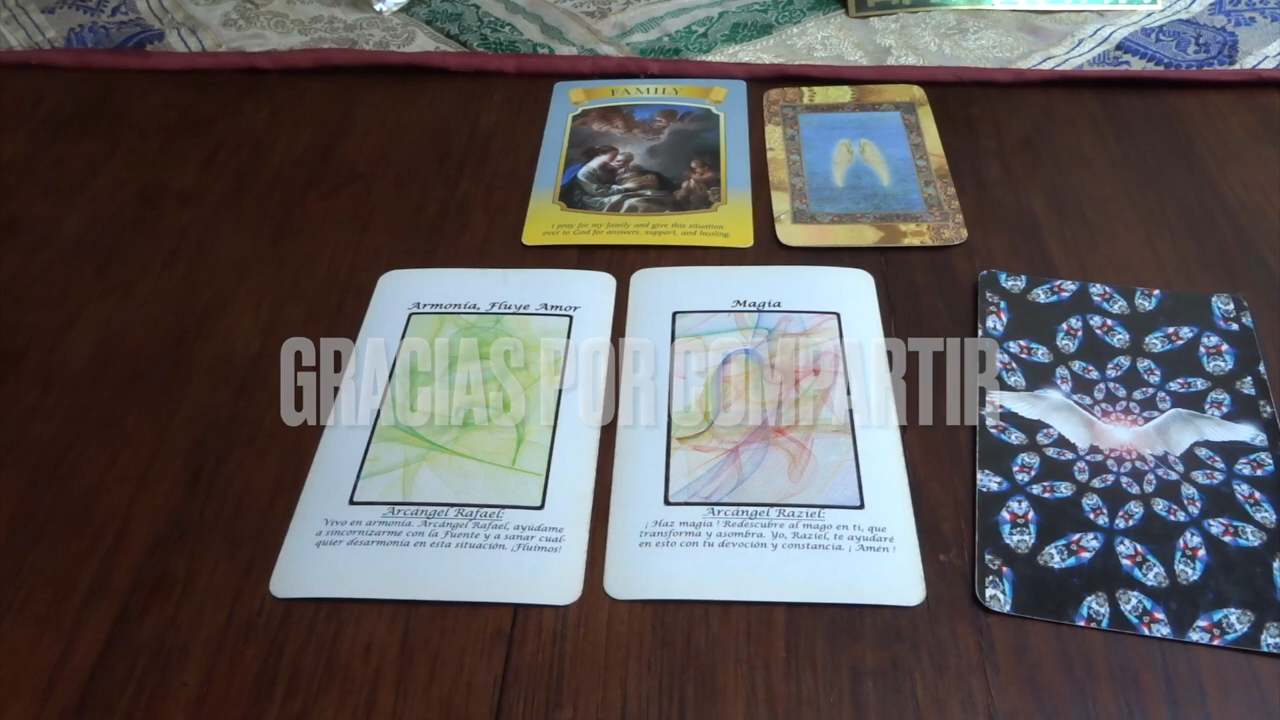 FAMILY
I pray for my family and give this situation
over to God for answers, support, and healing.
Armonía, Fluye Amor
Magia
GRACIAS POR COMPARTIR
Arcángel Rafael:
Vivo en armonía. Arcángel Rafael, ayúdame
a sincornizarme con la Fuente y a sanar cual-
quier desarmonia en esta situación. ¡Fluimos!
Arcángel Raziel:
¡ Haz magia ! Redescubre al mago en ti, que
transforma y asombra. Yo, Raziel, te ayudaré
en esto con tu devoción y constancia. ¡ Amén !